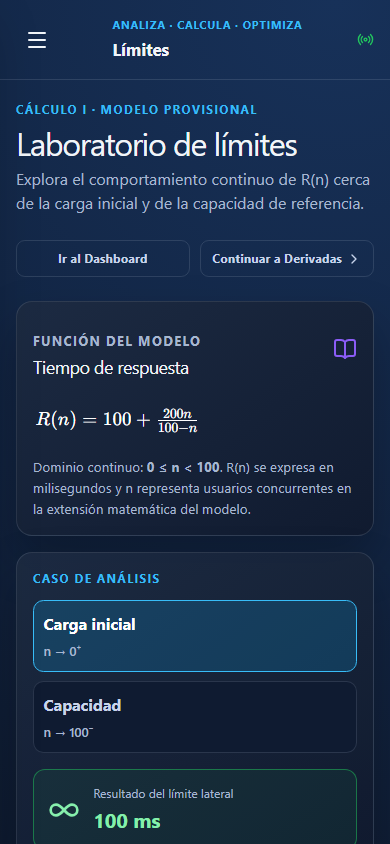 ANALIZA · CALCULA · OPTIMIZA
Límites
CÁLCULO I · MODELO PROVISIONAL
Laboratorio de límites
Explora el comportamiento continuo de R(n) cerca
de la carga inicial y de la capacidad de referencia.
Ir al Dashboard
Continuar a Derivadas
FUNCIÓN DEL MODELO
Tiempo de respuesta
R(n) = 100 + 200n/(100−n)
Dominio continuo: 0 ≤ n < 100. R(n) se expresa en
milisegundos y n representa usuarios concurrentes en
la extensión matemática del modelo.
CASO DE ANÁLISIS
Carga inicial
n → 0⁺
Capacidad
n → 100⁻
Resultado del límite lateral
100 ms